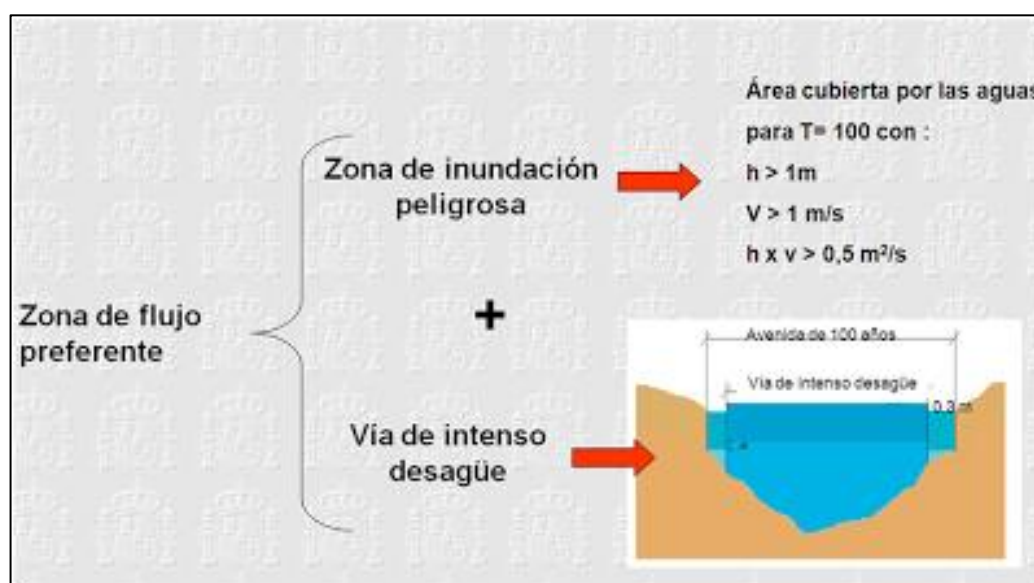 Zona de flujo
preferente
Zona de inundación
peligrosa
Área cubierta por las aguas
para T= 100 con :
h > 1m
V > 1 m/s
h x v > 0,5 m²/s
+
Vía de intenso
desagüe
Avenida de 100 años
Vía de Intenso desagüe
0,3 m